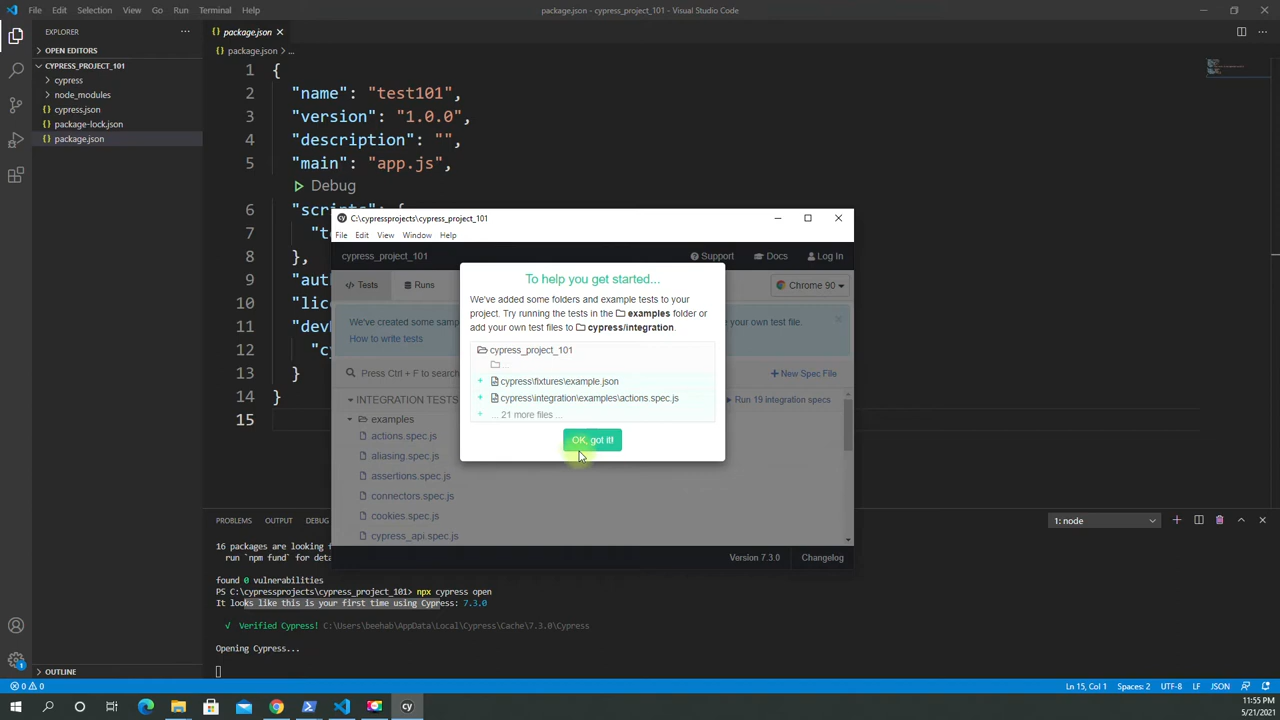 File Edit Selection View Go Run Terminal Help
package.json - cypress_project_101 - Visual Studio Code
EXPLORER
OPEN EDITORS
CYPRESS_PROJECT_101
cypress
node_modules
cypress.json
package-lock.json
package.json
OUTLINE
package.json
package.json > ...
1 {
2 "name": "test101",
3 "version": "1.0.0",
4 "description": "",
5 "main": "app.js",
Debug
6 "scripts": {
7
8 },
9
10
11
12
13 }
14 }
15
C:\cypressprojects\cypress_project_101
File Edit View Window Help
cypress_project_101
Support Docs Log In
Tests Runs
Chrome 90
We've created some
your own test file.
How to write tests
Press Ctrl + F to
New Spec File
INTEGRATION TESTS
Run 19 integration specs
examples
actions.spec.js
aliasing.spec.js
assertions.spec.js
connectors.spec.js
cookies.spec.js
cypress_api.spec.js
Version 7.3.0 Changelog
To help you get started...
We've added some folders and example tests to your
project. Try running the tests in the examples folder or
add your own test files to cypress/integration.
cypress_project_101
...
+ cypress\fixtures\example.json
+ cypress\integration\examples\actions.spec.js
+ ... 21 more files ...
OK, got it!
PROBLEMS OUTPUT
1: node
16 packages are looking
run `npm fund` for
found 0 vulnerabilities
PS C:\cypressprojects\cypress_project_101> npx cypress open
It looks like this is your first time using Cypress: 7.3.0
√ Verified Cypress! C:\Users\beehab\AppData\Local\Cypress\Cache\7.3.0\Cypress
Opening Cypress...
0 0
Ln 15, Col 1 Spaces: 2 UTF-8 LF JSON
1
11:55 PM
5/21/2021